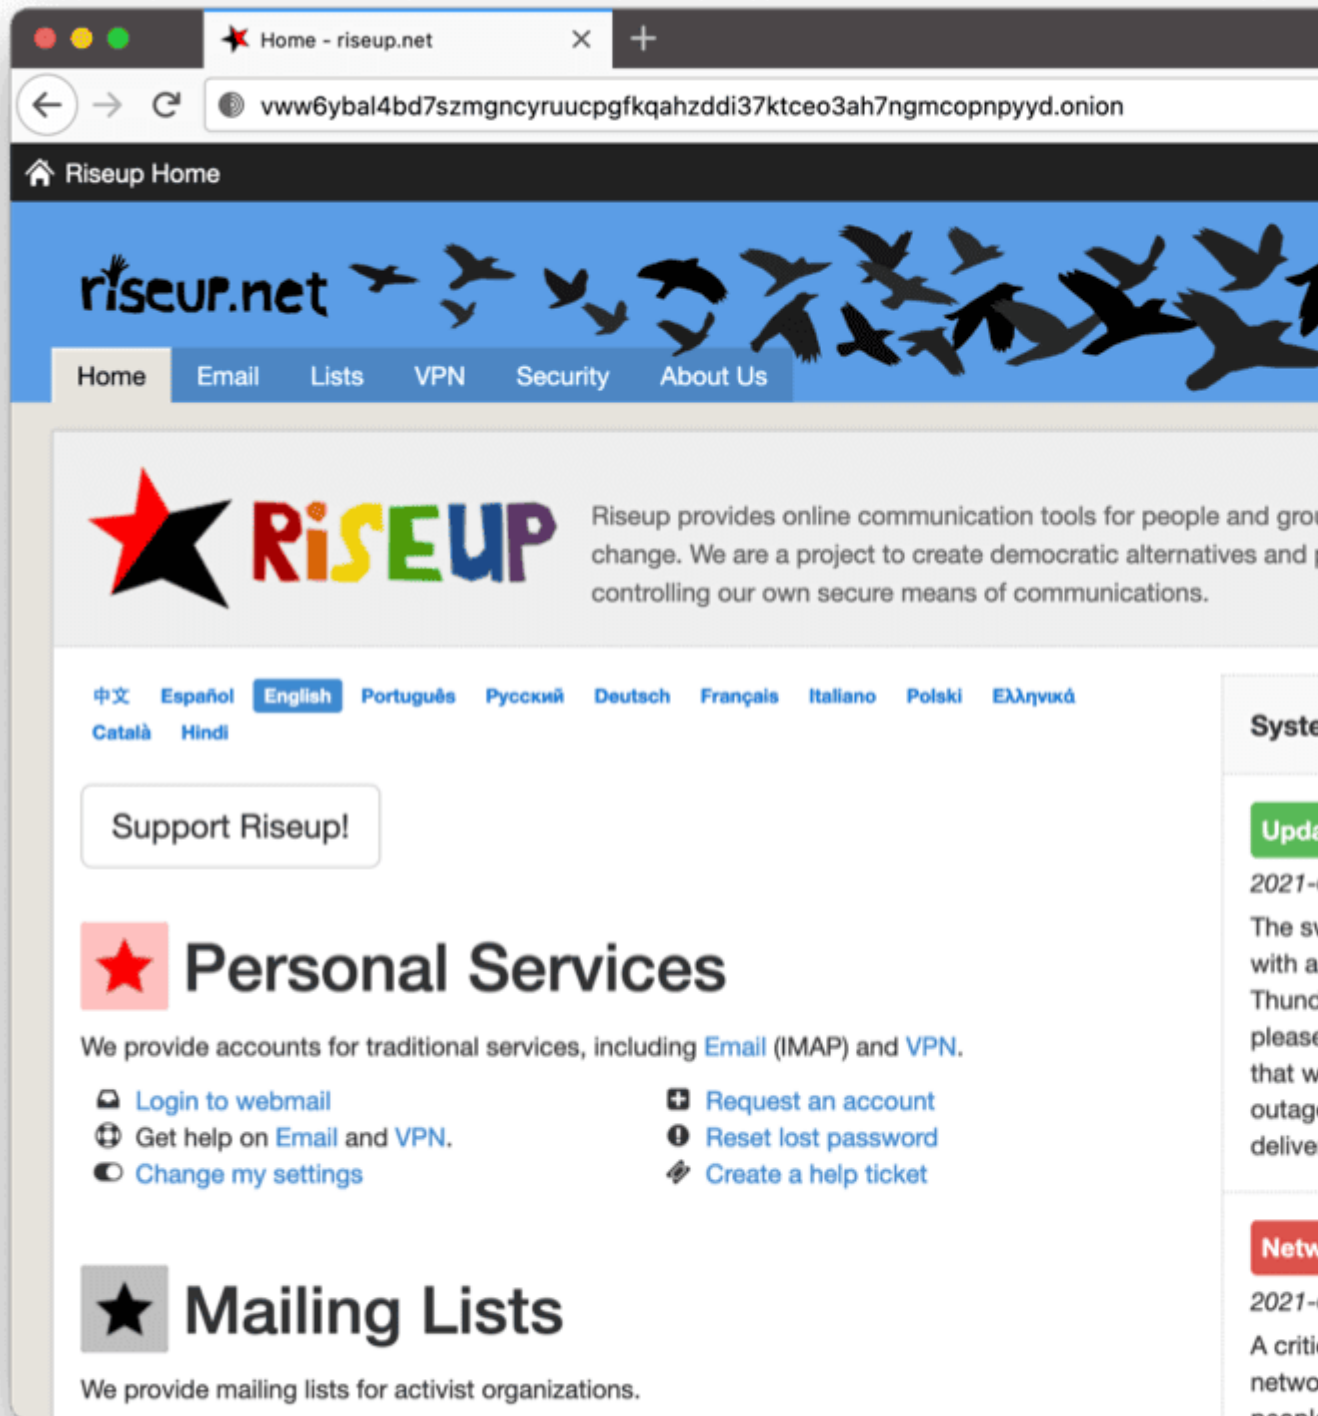 Home - riseup.net
vww6ybal4bd7szmgncyruucpgfkqahzddi37ktceo3ah7ngmcopnpyyd.onion
Riseup Home
riseup.net
Home Email Lists VPN Security About Us
RiSEUP
Riseup provides online communication tools for people and
change. We are a project to create democratic alternatives and
controlling our own secure means of communications.
中文 Español English Português Русский Deutsch Français Italiano Polski Ελληνικά
Català Hindi
Support Riseup!
Personal Services
We provide accounts for traditional services, including Email (IMAP) and VPN.
Login to webmail
Get help on Email and VPN.
Change my settings
Request an account
Reset lost password
Create a help ticket
Mailing Lists
We provide mailing lists for activist organizations.
2021-
The
with
please
that